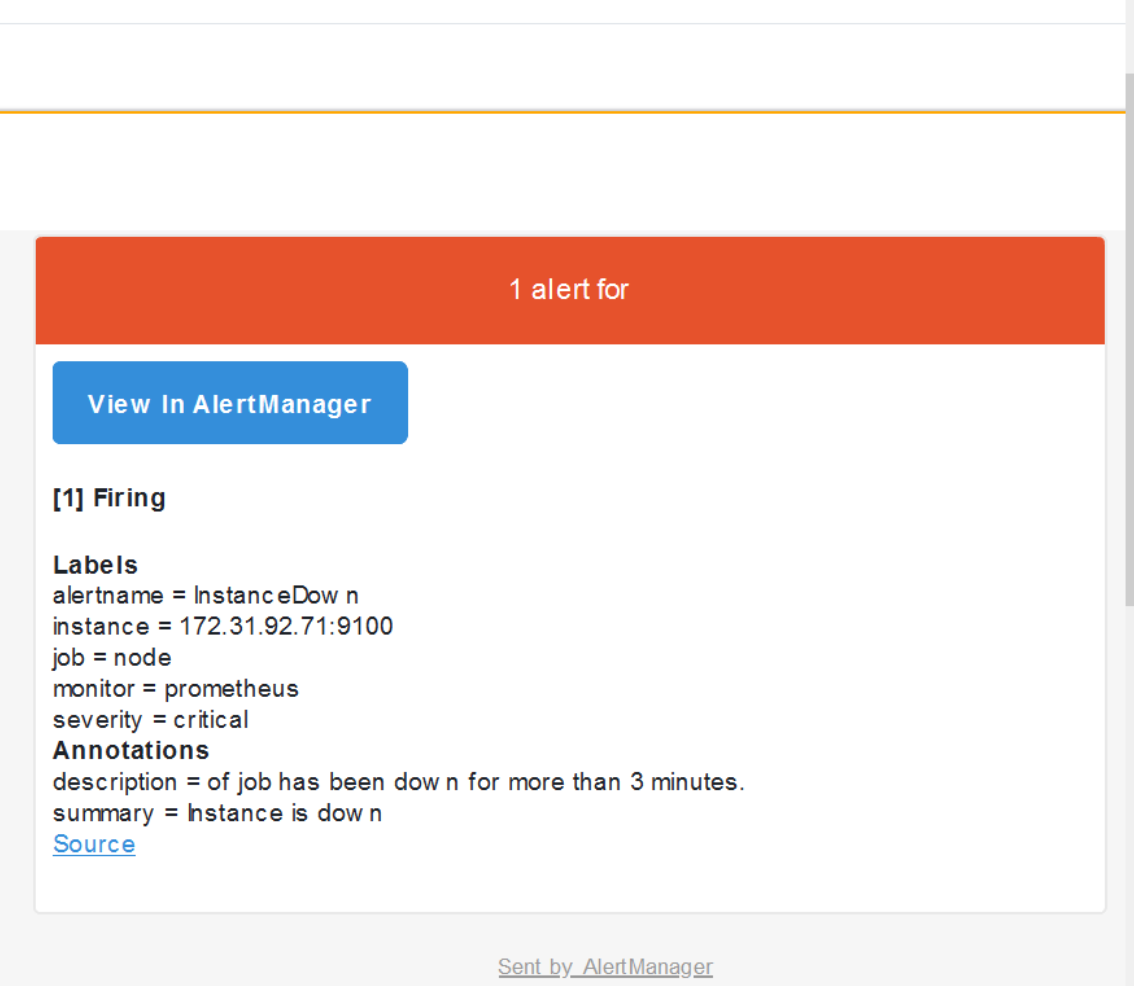 1 alert for
View In AlertManager
[1] Firing
Labels
alertname = InstanceDown
instance = 172.31.92.71:9100
job = node
monitor = prometheus
severity = critical
Annotations
description = of job has been down for more than 3 minutes.
summary = Instance is down
Source
Sent by AlertManager